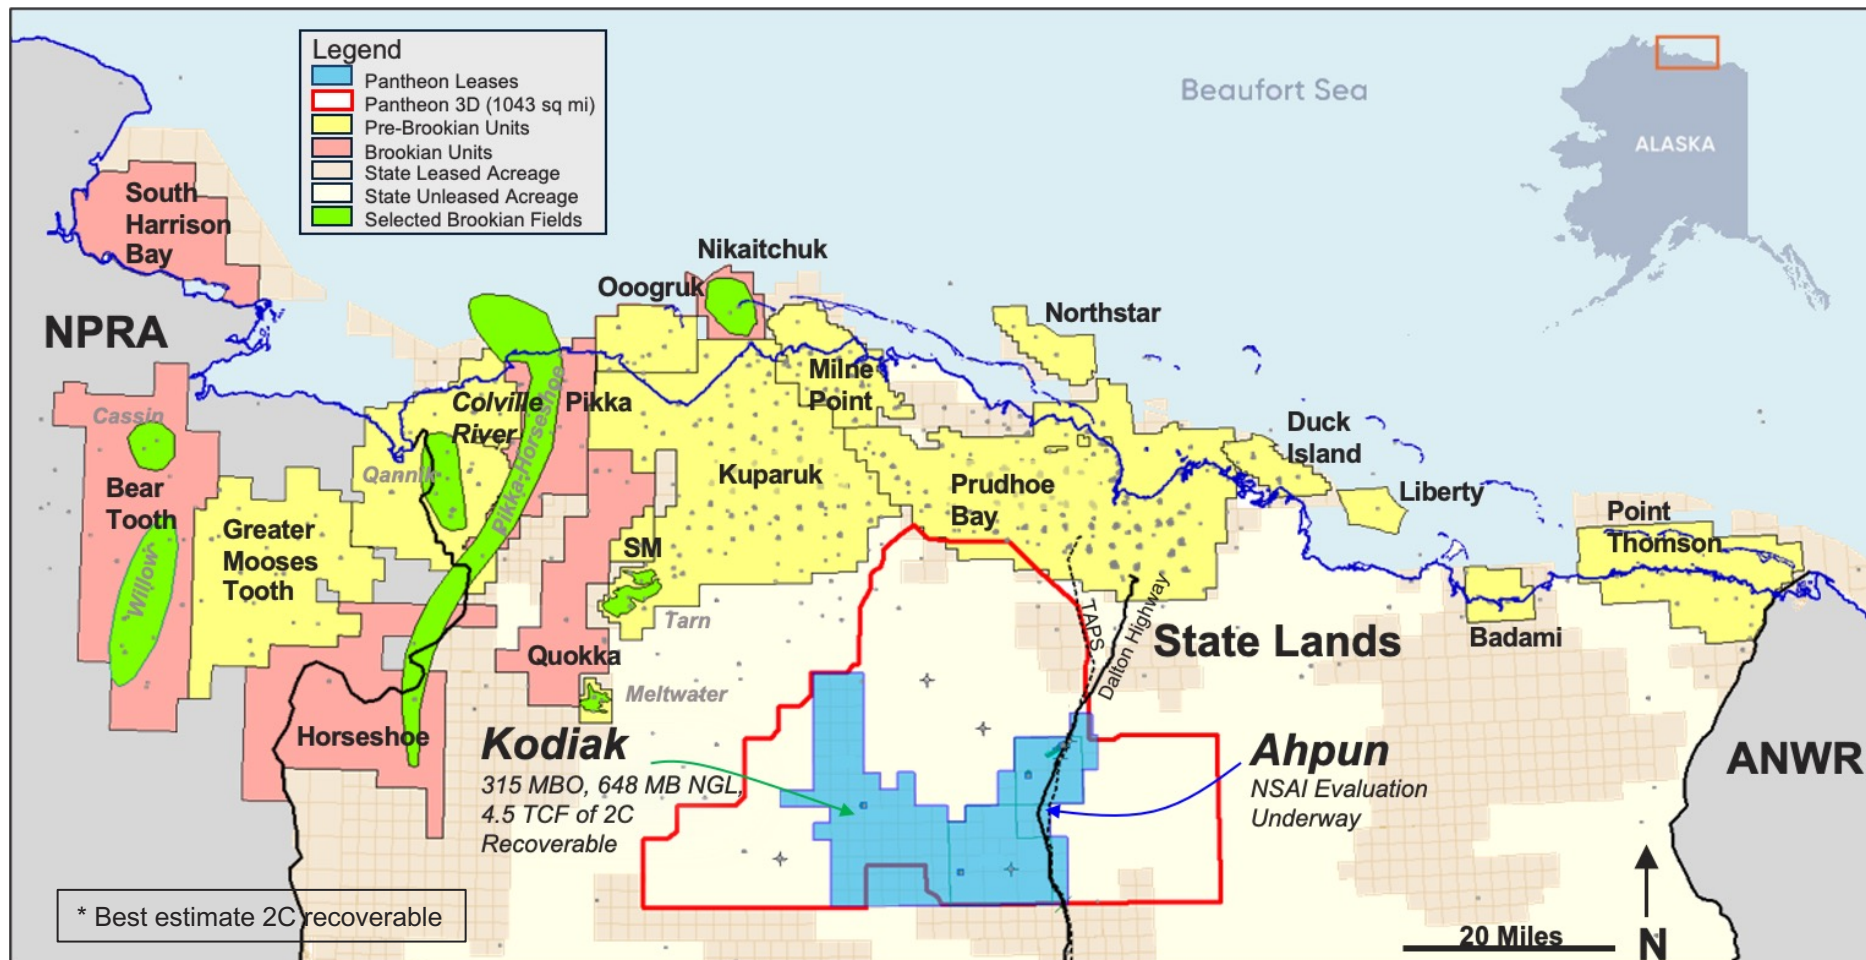 Legend
Pantheon Leases
Pantheon 3D (1043 sq mi)
Pre-Brookian Units
Brookian Units
State Leased Acreage
State Unleased Acreage
Selected Brookian Fields
Beaufort Sea
ALASKA
South
Harrison
Bay
NPRA
Nikaitchuk
Ooogruk
Northstar
Milne
Point
Colville
River
Pikka
Pikka-Horseshoe
Cassin
Qannik
Bear
Tooth
Willow
Greater
Mooses
Tooth
Kuparuk
Prudhoe
Bay
Duck
Island
Liberty
Point
Thomson
SM
Tarn
TAPS
Dalton Highway
State Lands
Badami
Quokka
Meltwater
Horseshoe
Kodiak
315 MBO, 648 MB NGL,
4.5 TCF of 2C
Recoverable
Ahpun
NSAI Evaluation
Underway
ANWR
* Best estimate 2C recoverable
20 Miles
N